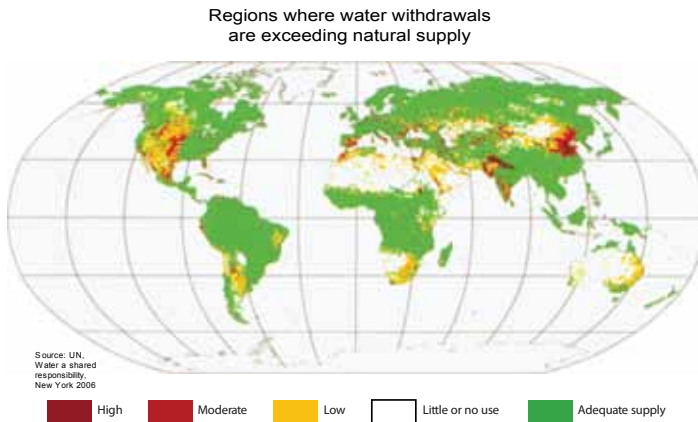 Regions where water withdrawals
are exceeding natural supply
Source: UN,
Water a shared
responsibility,
New York 2006
High
Moderate
Low
Little or no use
Adequate supply